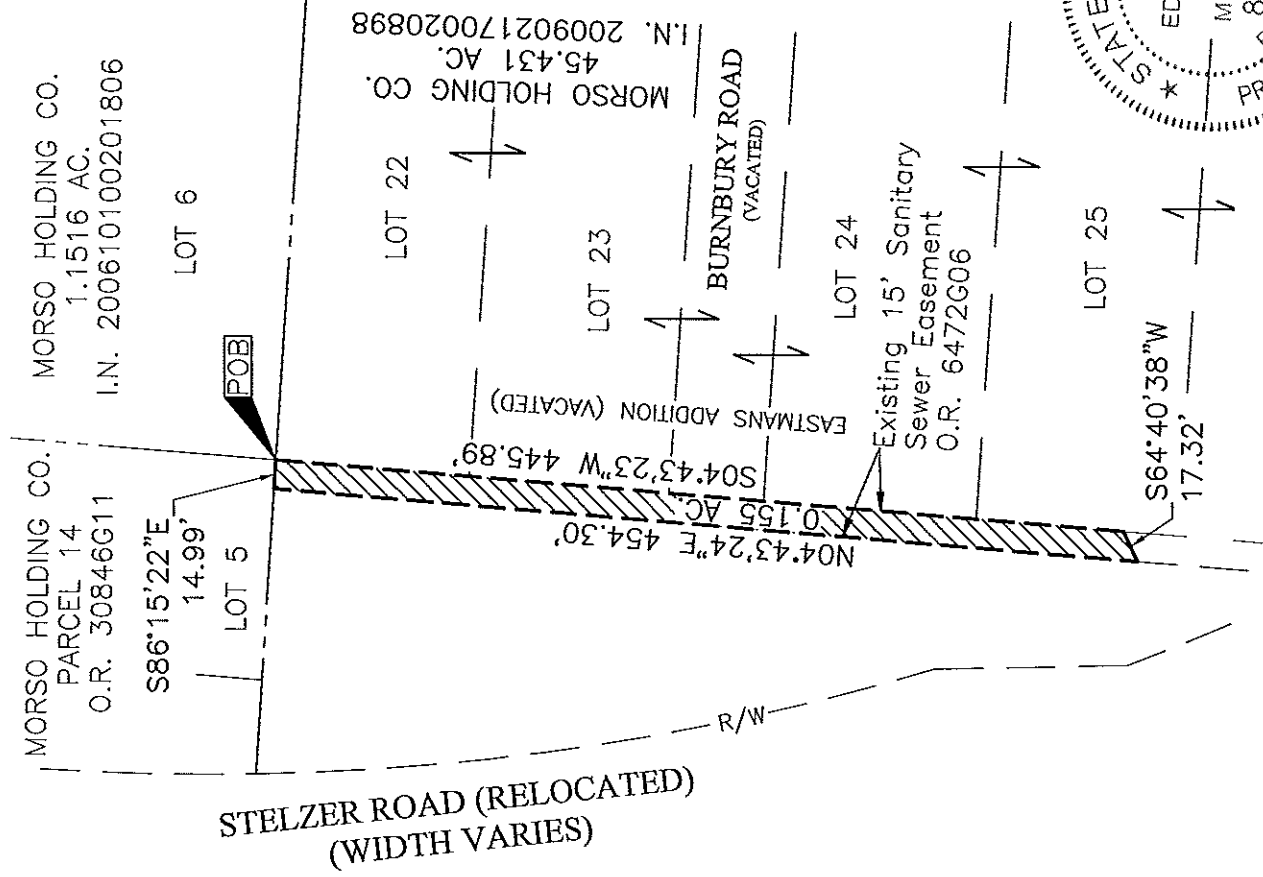 MORSO HOLDING CO.
PARCEL 14
O.R. 30846G11
S86°15'22"E
14.99'
LOT 5
MORSO HOLDING CO.
1.1516 AC.
I.N. 200610100201806
LOT 6
POB
MORSO HOLDING CO.
45.431 AC.
I.N. 200902170020898
LOT 22
LOT 23
BURNBURY ROAD
(VACATED)
LOT 24
Existing 15' Sanitary
Sewer Easement
O.R. 6472G06
LOT 25
EASTMANS ADDITION (VACATED)
S04°43'23"W 445.89'
0.155 AC.
N04°43'24"E 454.30'
S64°40'38"W
17.32'
R/W
STELZER ROAD (RELOCATED)
(WIDTH VARIES)
STATE
ED
M
8
PR